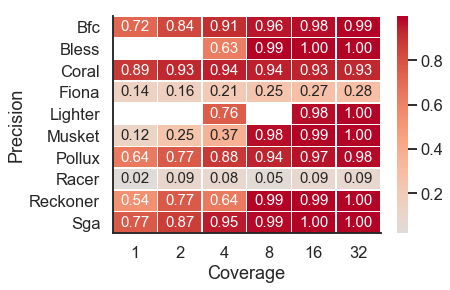 Precision
Bfc 0.72 0.84 0.91 0.96 0.98 0.99
Bless 0.63 0.99 1.00 1.00
Coral 0.89 0.93 0.94 0.94 0.93 0.93
Fiona 0.14 0.16 0.21 0.25 0.27 0.28
Lighter 0.76 0.98 1.00
Musket 0.12 0.25 0.37 0.98 0.99 1.00
Pollux 0.64 0.77 0.88 0.94 0.97 0.98
Racer 0.02 0.09 0.08 0.05 0.09 0.09
Reckoner 0.54 0.77 0.64 0.99 0.99 1.00
Sga 0.77 0.87 0.95 0.99 1.00 1.00
1 2 4 8 16 32
Coverage
0.8
0.6
0.4
0.2